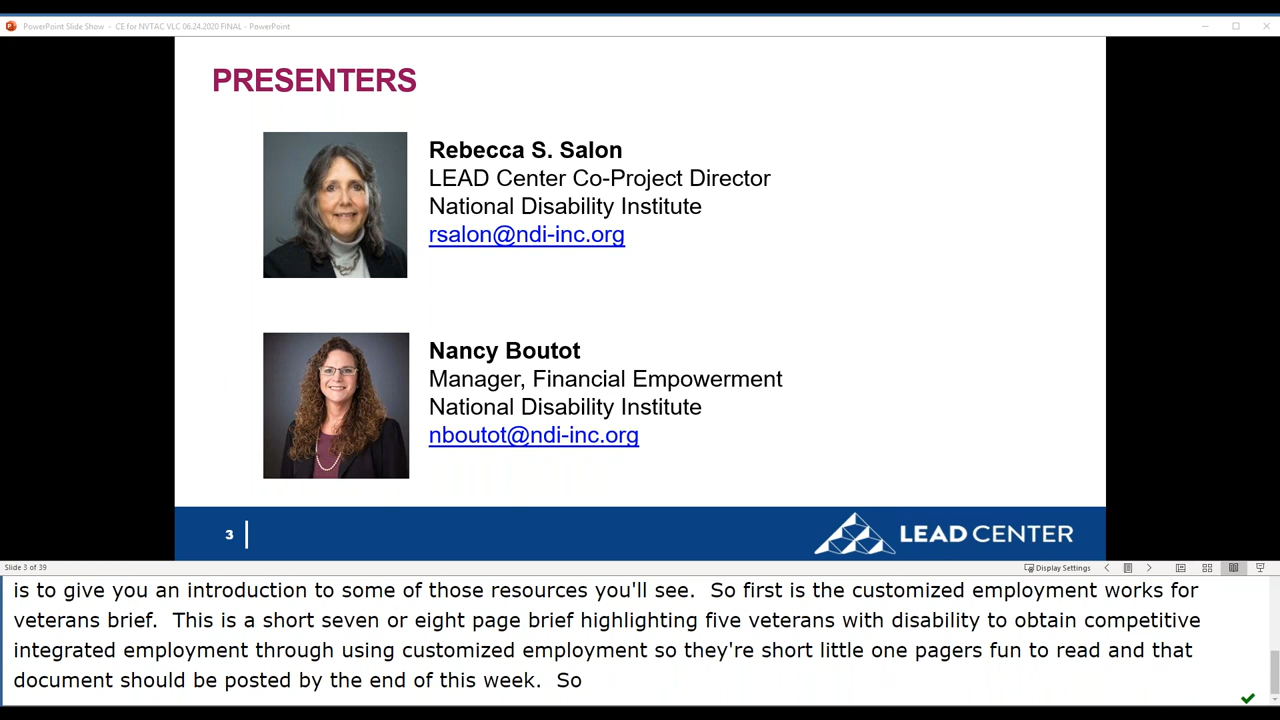 PowerPoint Slide Show - CE for NVTAC VLC 06.24.2020 FINAL - PowerPoint
PRESENTERS
Rebecca S. Salon
LEAD Center Co-Project Director
National Disability Institute
rsalon@ndi-inc.org
Nancy Boutot
Manager, Financial Empowerment
National Disability Institute
nboutot@ndi-inc.org
3
LEAD CENTER
Slide 3 of 39
Display Settings
is to give you an introduction to some of those resources you'll see.  So first is the customized employment works for
veterans brief.  This is a short seven or eight page brief highlighting five veterans with disability to obtain competitive
integrated employment through using customized employment so they're short little one pagers fun to read and that
document should be posted by the end of this week.  So